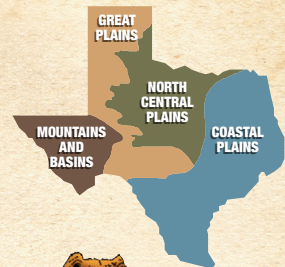 GREAT
PLAINS
NORTH
CENTRAL
PLAINS
MOUNTAINS
AND
BASINS
COASTAL
PLAINS